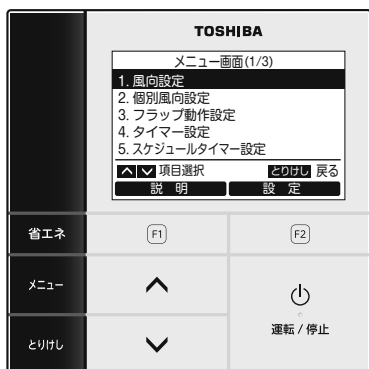 TOSHIBA
メニュー画面(1/3)
1. 風向設定
2. 個別風向設定
3. フラップ動作設定
4. タイマー設定
5. スケジュールタイマー設定
項目選択 とりけし 戻る
説 明 設 定
省エネ F1 F2
メニュー
運転 / 停止
とりけし